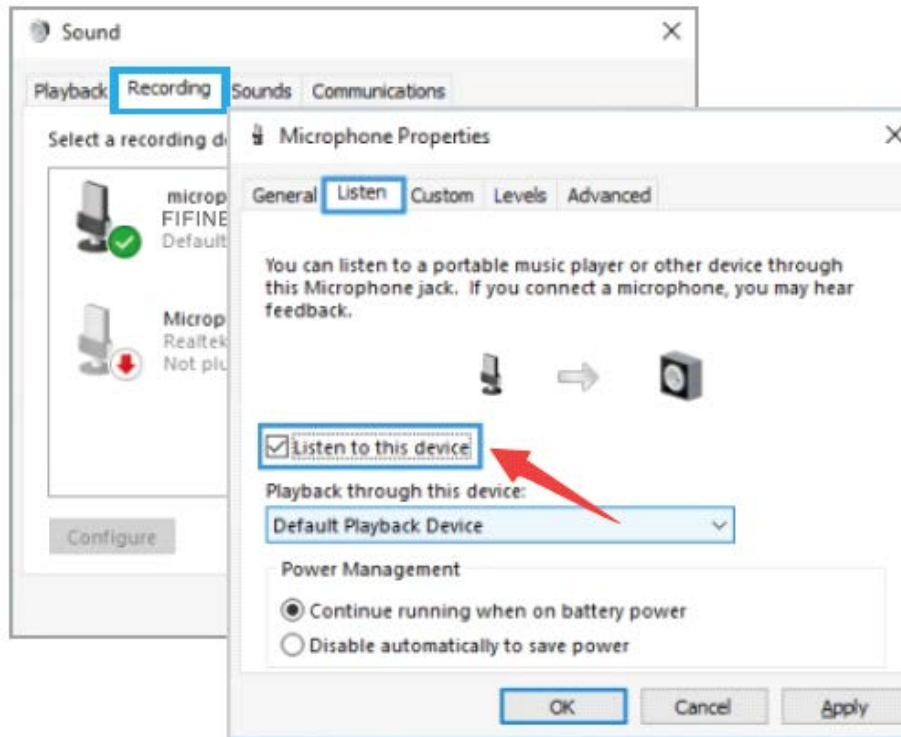 Sound
Playback Recording Sounds Communications
Select a recording
FIFINE
Default
Realtek
Not
Configure
Microphone Properties
General Listen Custom Levels Advanced
You can listen to a portable music player or other device through
this Microphone jack. If you connect a microphone, you may hear
feedback.
Listen to this device
Playback through this device:
Default Playback Device
Power Management
Continue running when on battery power
Disable automatically to save power
OK Cancel Apply